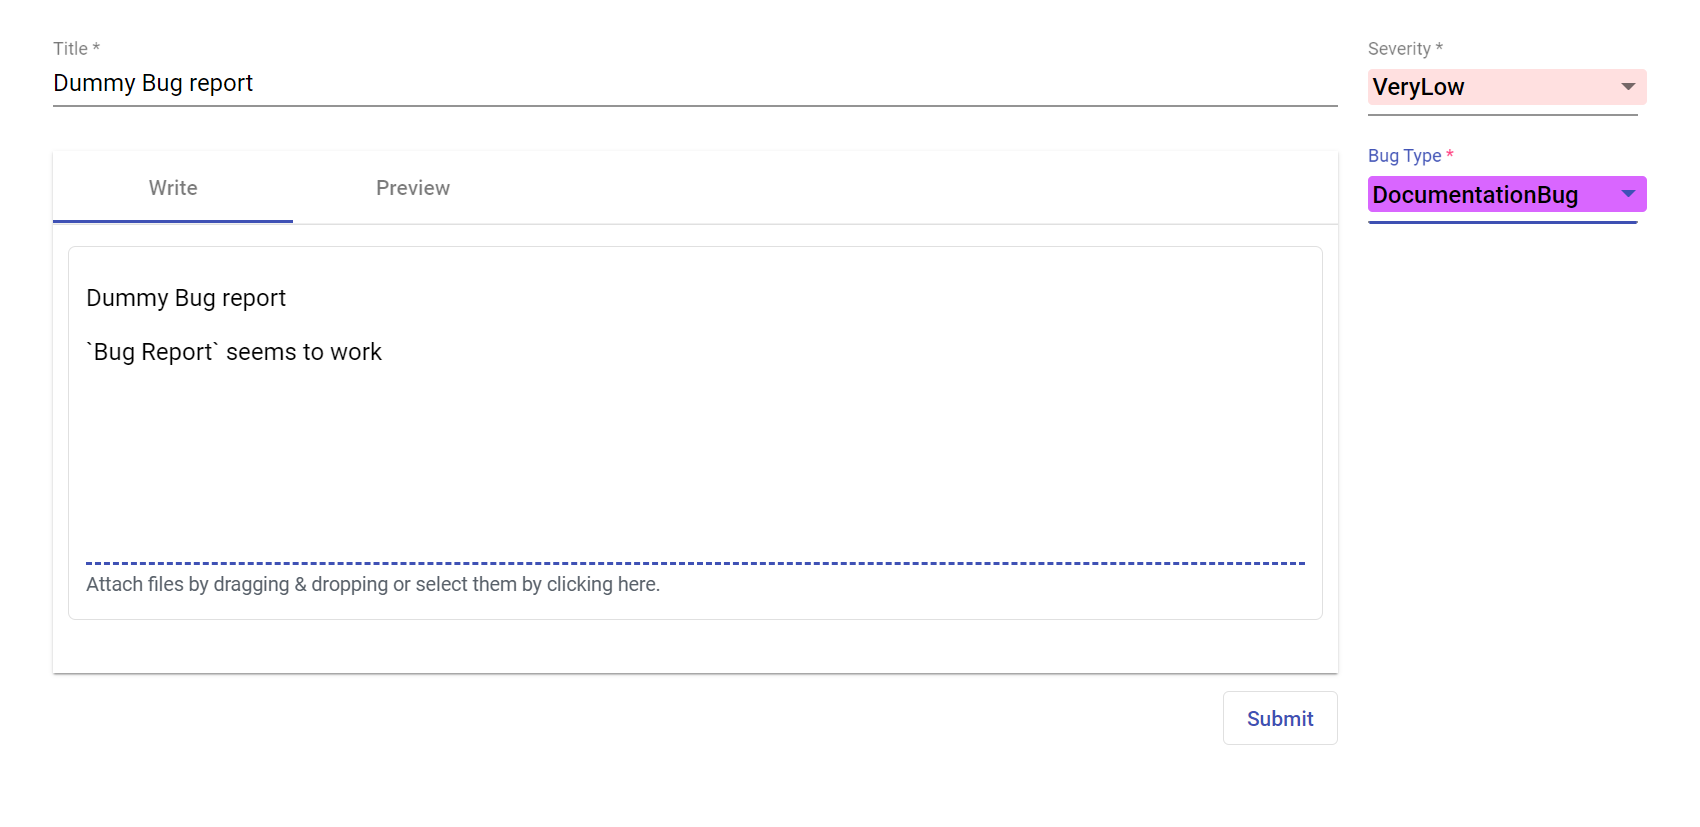 Title *
Dummy Bug report
Severity *
VeryLow
Bug Type *
DocumentationBug
Write
Preview
Dummy Bug report
`Bug Report` seems to work
Attach files by dragging & dropping or select them by clicking here.
Submit